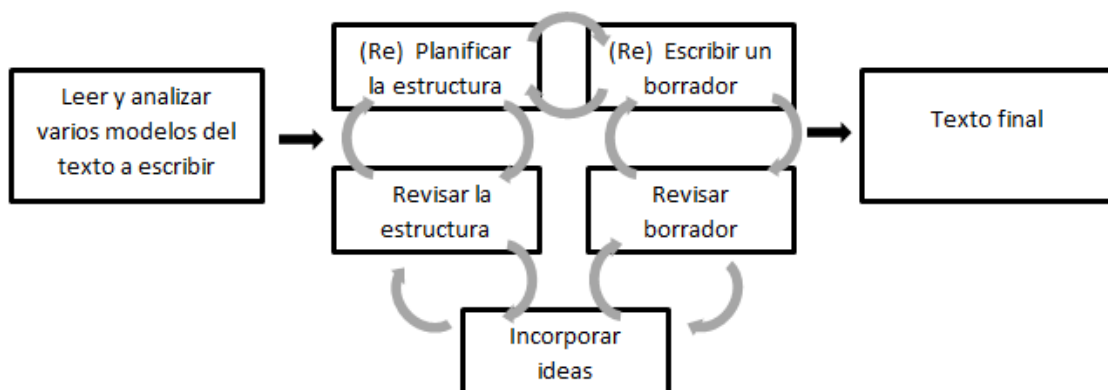 Leer y analizar
varios modelos del
texto a escribir
(Re) Planificar
la estructura
(Re) Escribir un
borrador
Revisar la
estructura
Revisar
borrador
Incorporar
ideas
Texto final